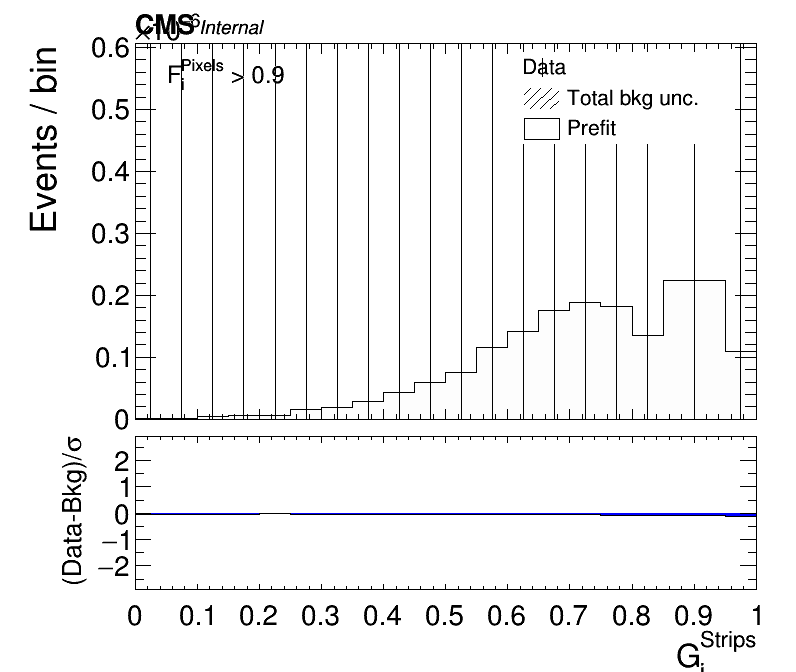 CMS Internal
×10⁻⁶
0.6
F_i^Pixels > 0.9
Data
Total bkg unc.
Prefit
Events / bin
0.5
0.4
0.3
0.2
0.1
0
(Data-Bkg)/σ
2
1
0
−1
−2
0 0.1 0.2 0.3 0.4 0.5 0.6 0.7 0.8 0.9 1
G_i^Strips